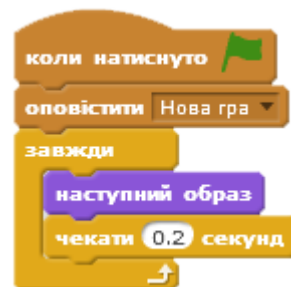 коли натиснуто
оповістити Нова гра
завжди
наступний образ
чекати 0.2 секунд